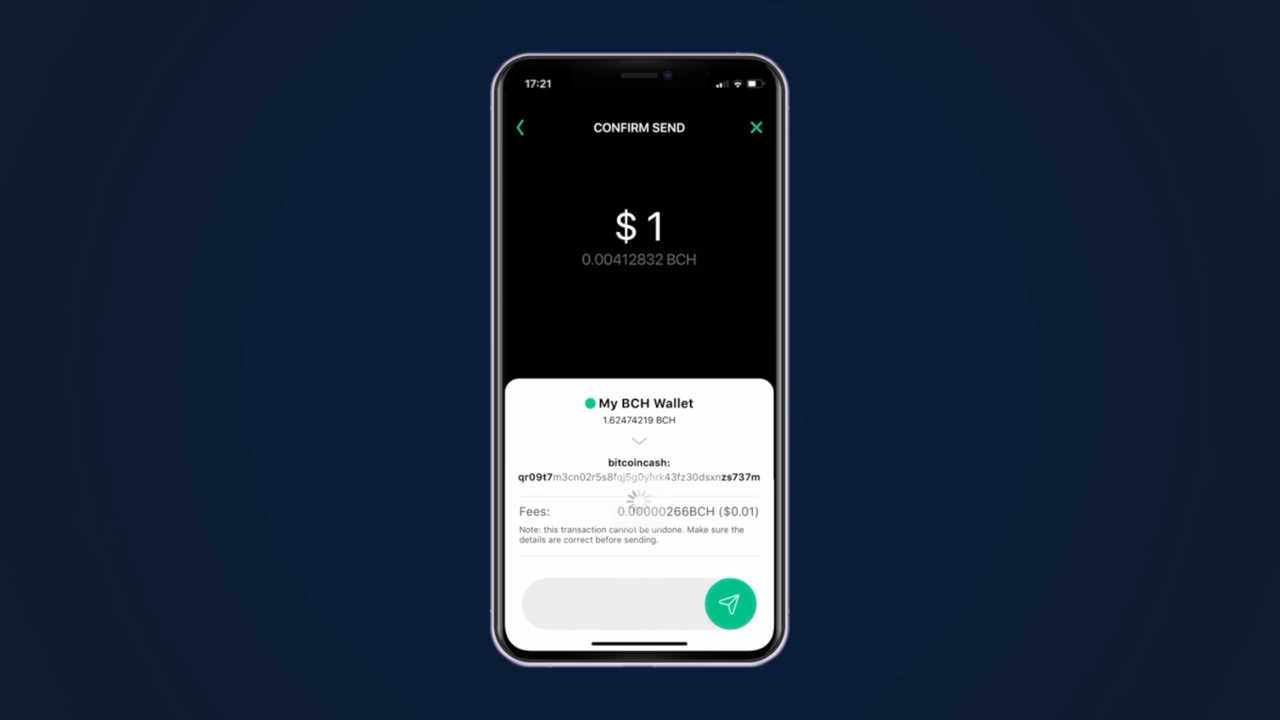 17:21
CONFIRM SEND
$ 1
0.00412832 BCH
My BCH Wallet
1.62474219 BCH
bitcoincash:
qr09t7m3cn02r5s8fqj5g0yhrk43fz30dsxnzs737m
Fees: 0.00000266BCH ($0.01)
Note: this transaction cannot be undone. Make sure the
details are correct before sending.